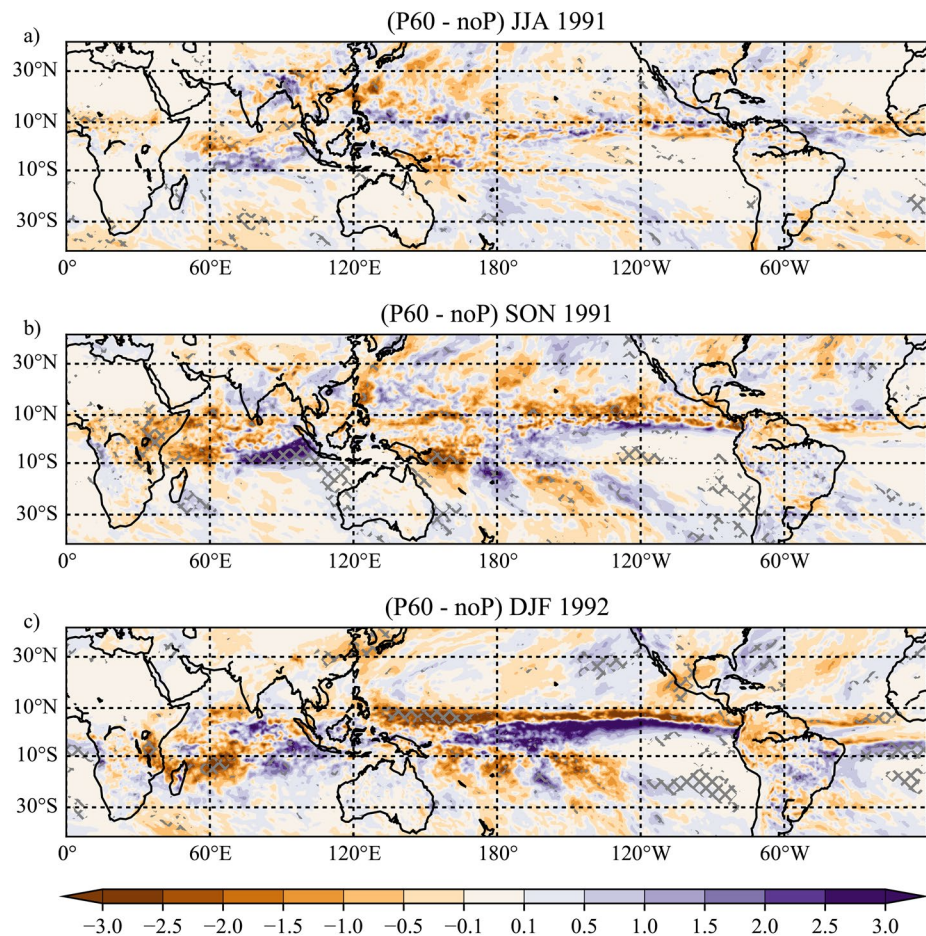 (P60 - noP) JJA 1991
a)
30°N
10°N
10°S
30°S
0° 60°E 120°E 180° 120°W 60°W
(P60 - noP) SON 1991
b)
30°N
10°N
10°S
30°S
0° 60°E 120°E 180° 120°W 60°W
(P60 - noP) DJF 1992
c)
30°N
10°N
10°S
30°S
0° 60°E 120°E 180° 120°W 60°W
−3.0 −2.5 −2.0 −1.5 −1.0 −0.5 −0.1 0.1 0.5 1.0 1.5 2.0 2.5 3.0